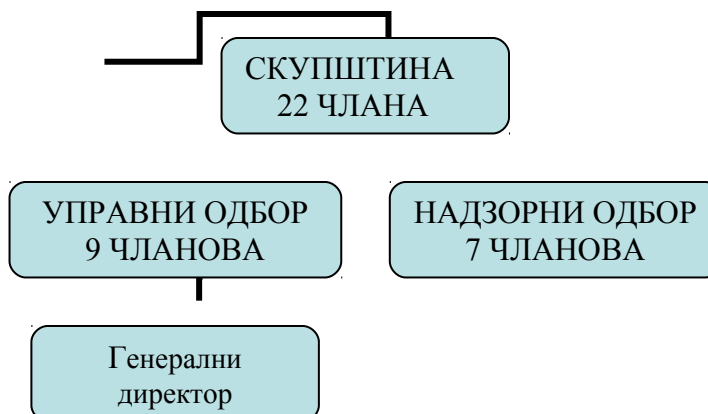 СКУПШТИНА
22 ЧЛАНА
УПРАВНИ ОДБОР
9 ЧЛАНОВА
НАДЗОРНИ ОДБОР
7 ЧЛАНОВА
Генерални
директор